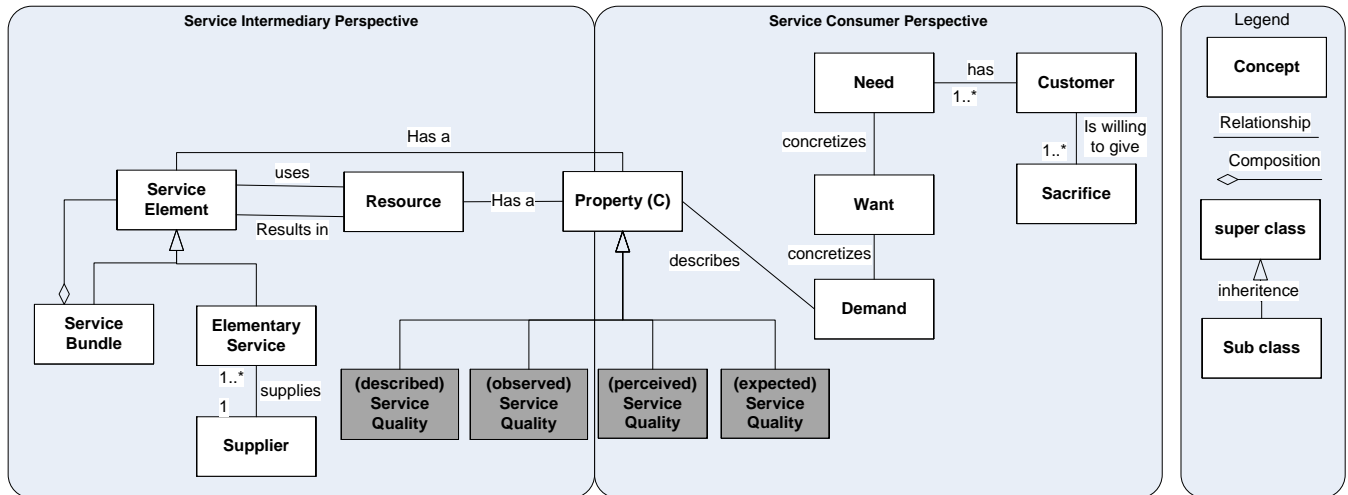 Service Intermediary Perspective
Service Consumer Perspective
Legend
Need
has
1..*
Customer
Concept
Has a
concretizes
Is willing
to give
1..*
Relationship
Composition
Service
Element
uses
Results in
Resource
Has a
Property (C)
Want
Sacrifice
super class
describes
concretizes
Demand
inheritence
Service
Bundle
Elementary
Service
Sub class
1..*
supplies
1
Supplier
(described)
Service
Quality
(observed)
Service
Quality
(perceived)
Service
Quality
(expected)
Service
Quality